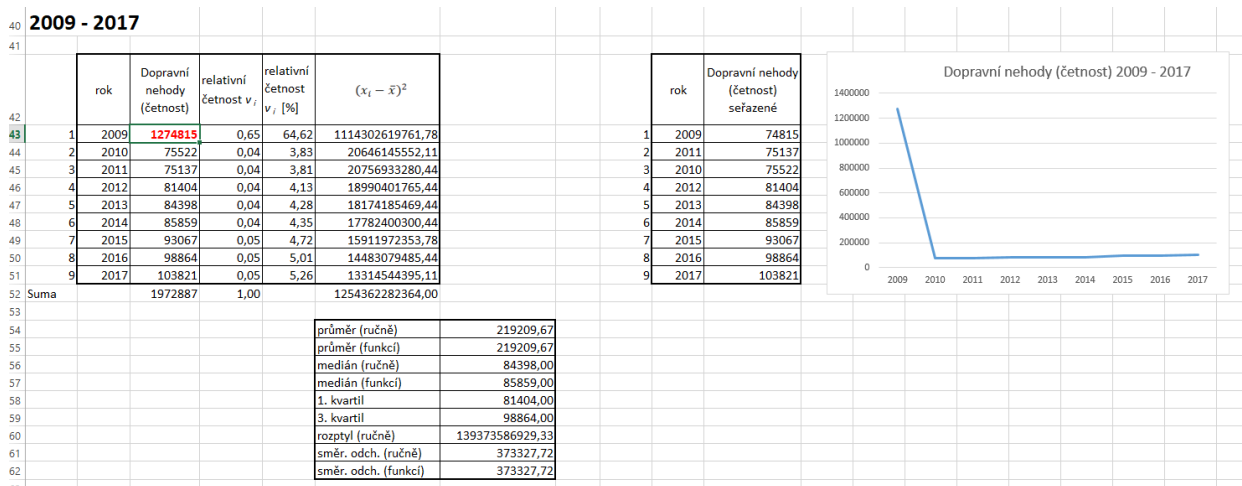 40 2009 - 2017
41
42 rok Dopravní nehody (četnost) relativní četnost v i relativní četnost v i [%] (x_i − x̄)² rok Dopravní nehody (četnost) seřazené
43 1 2009 1274815 0,65 64,62 1114302619761,78 1 2009 74815
44 2 2010 75522 0,04 3,83 20646145552,11 2 2011 75137
45 3 2011 75137 0,04 3,81 20756933280,44 3 2010 75522
46 4 2012 81404 0,04 4,13 18990401765,44 4 2012 81404
47 5 2013 84398 0,04 4,28 18174185469,44 5 2013 84398
48 6 2014 85859 0,04 4,35 17782400300,44 6 2014 85859
49 7 2015 93067 0,05 4,72 15911972353,78 7 2015 93067
50 8 2016 98864 0,05 5,01 14483079485,44 8 2016 98864
51 9 2017 103821 0,05 5,26 13314544395,11 9 2017 103821
52 Suma 1972887 1,00 1254362282364,00
53
54 průměr (ručně) 219209,67
55 průměr (funkcí) 219209,67
56 medián (ručně) 84398,00
57 medián (funkcí) 85859,00
58 1. kvartil 81404,00
59 3. kvartil 98864,00
60 rozptyl (ručně) 139373586929,33
61 směr. odch. (ručně) 373327,72
62 směr. odch. (funkcí) 373327,72
Dopravní nehody (četnost) 2009 - 2017
1400000
1200000
1000000
800000
600000
400000
200000
0
2009 2010 2011 2012 2013 2014 2015 2016 2017